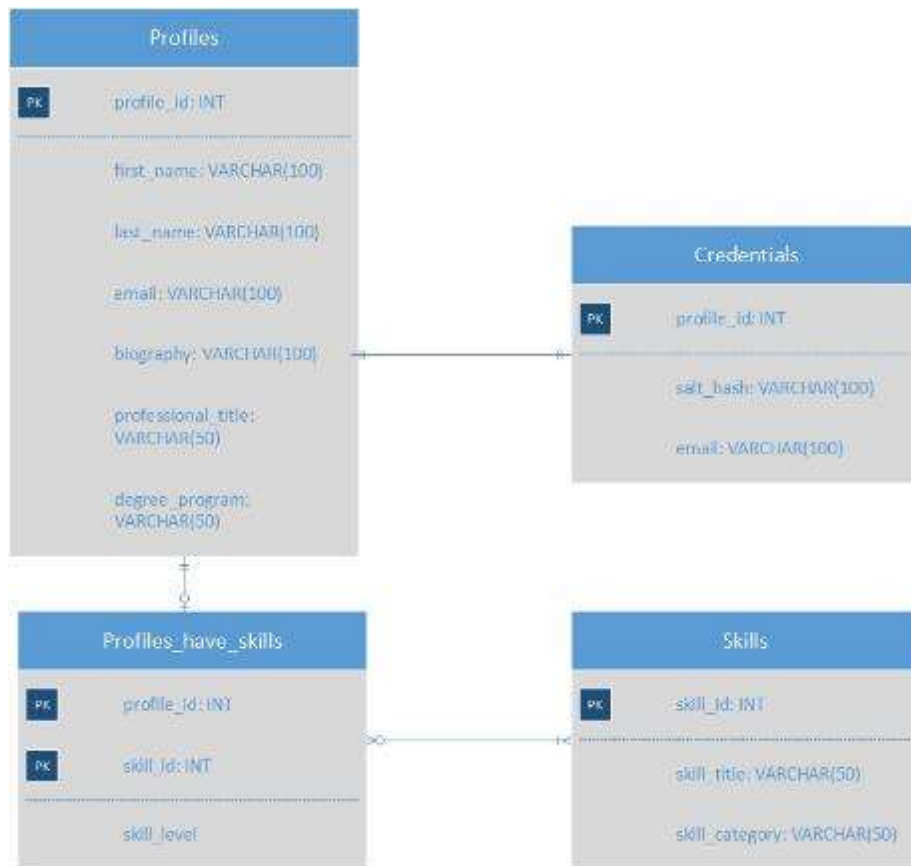 Profiles
PK
profile_id: INT
first_name: VARCHAR(100)
last_name: VARCHAR(100)
email: VARCHAR(100)
biography: VARCHAR(100)
professional_title:
VARCHAR(50)
degree_program:
VARCHAR(50)
Credentials
PK
profile_id: INT
salt_hash: VARCHAR(100)
email: VARCHAR(100)
Profiles_have_skills
PK
profile_id: INT
PK
skill_id: INT
skill_level
Skills
PK
skill_id: INT
skill_title: VARCHAR(50)
skill_category: VARCHAR(50)